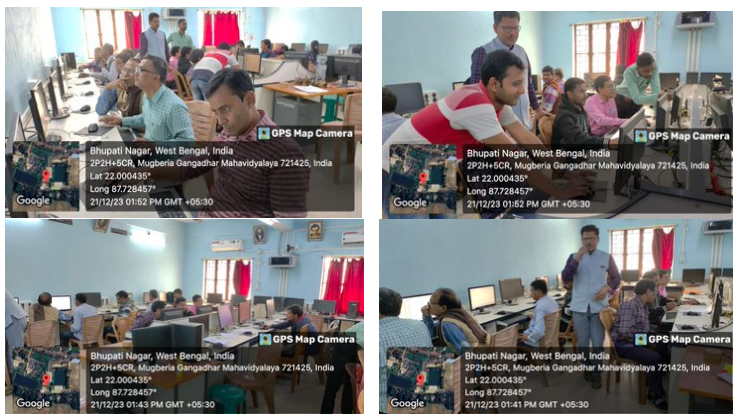 GPS Map Camera
Bhupati Nagar, West Bengal, India
2P2H+5CR, Mugberia Gangadhar Mahavidyalaya 721425, India
Lat 22.000435°
Long 87.728457°
21/12/23 01:52 PM GMT +05:30
Google
GPS Map Camera
Bhupati Nagar, West Bengal, India
2P2H+5CR, Mugberia Gangadhar Mahavidyalaya 721425, India
Lat 22.000435°
Long 87.728457°
21/12/23 01:52 PM GMT +05:30
Google
GPS Map Camera
Bhupati Nagar, West Bengal, India
2P2H+5CR, Mugberia Gangadhar Mahavidyalaya 721425, India
Lat 22.000435°
Long 87.728457°
21/12/23 01:43 PM GMT +05:30
Google
GPS Map Camera
Bhupati Nagar, West Bengal, India
2P2H+5CR, Mugberia Gangadhar Mahavidyalaya 721425, India
Lat 22.000435°
Long 87.728457°
21/12/23 01:41 PM GMT +05:30
Google